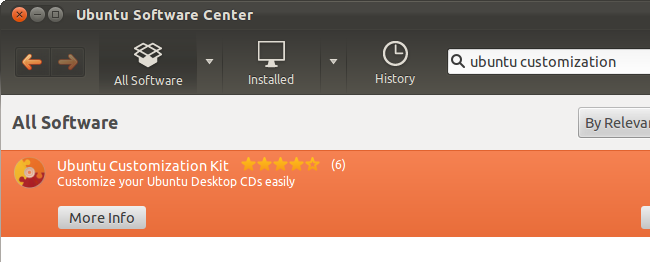 Ubuntu Software Center
All Software
Installed
History
ubuntu customization
All Software
By Relevan
Ubuntu Customization Kit (6)
Customize your Ubuntu Desktop CDs easily
More Info